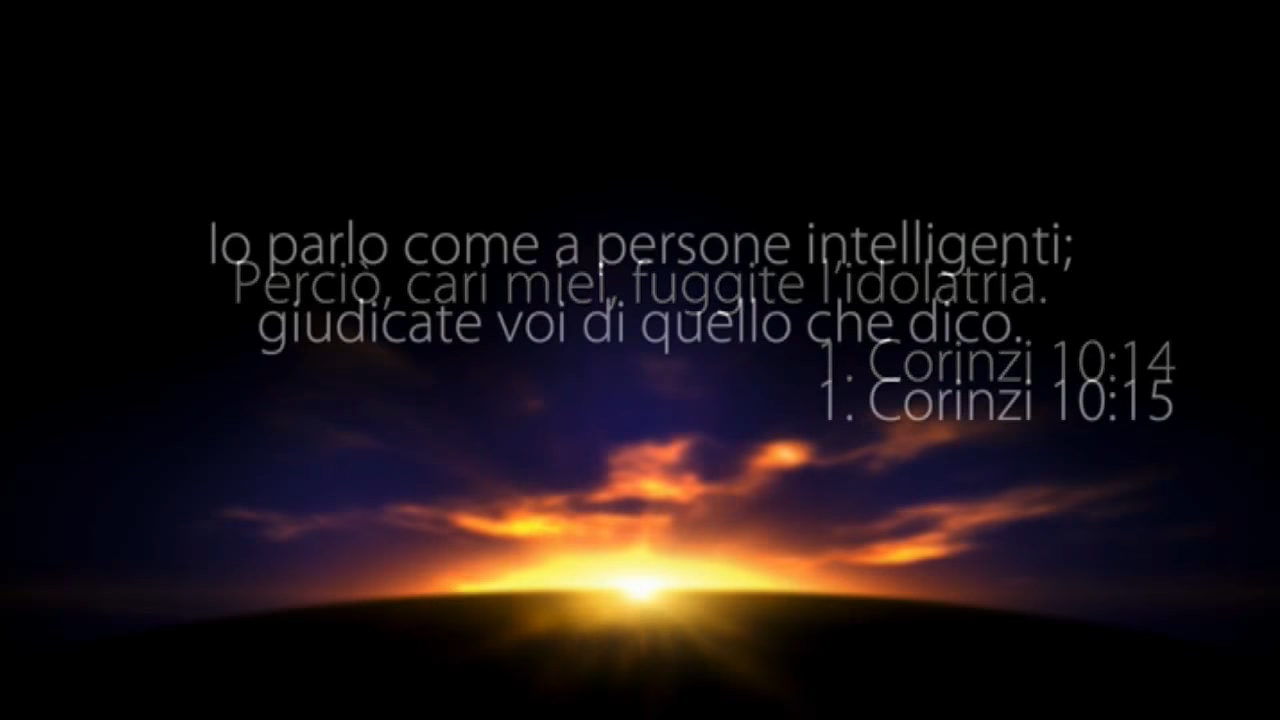 Io parlo come a persone intelligenti;
Perciò, cari miei, fuggite l'idolatria.
giudicate voi di quello che dico.
1. Corinzi 10:14
1. Corinzi 10:15